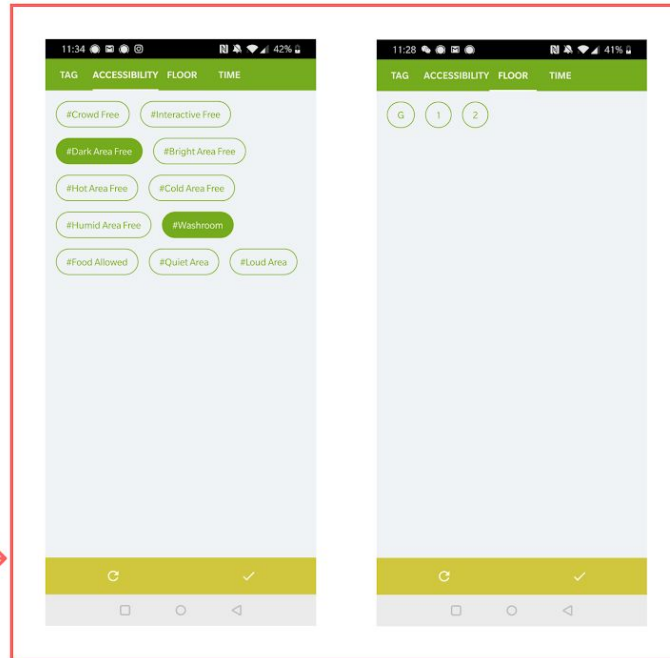 11:34 42%
TAG ACCESSIBILITY FLOOR TIME
#Crowd Free #Interactive Free
#Dark Area Free #Bright Area Free
#Hot Area Free #Cold Area Free
#Humid Area Free #Washroom
#Food Allowed #Quiet Area #Loud Area
11:28 41%
TAG ACCESSIBILITY FLOOR TIME
G 1 2